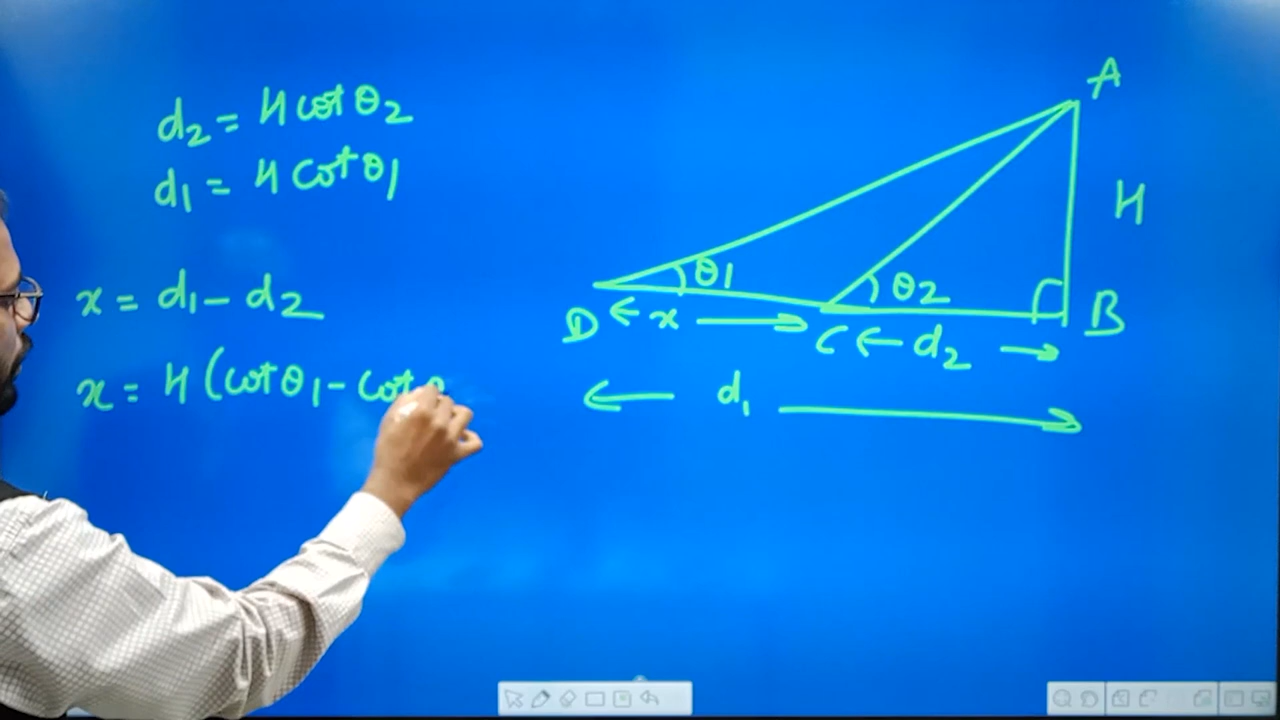 d₂ = H cot θ₂
d₁ = H cot θ₁
x = d₁ - d₂
x = H (cot θ₁ - cot
A
H
θ₁
θ₂
D ← x → C ← d₂ → B
← d₁ →